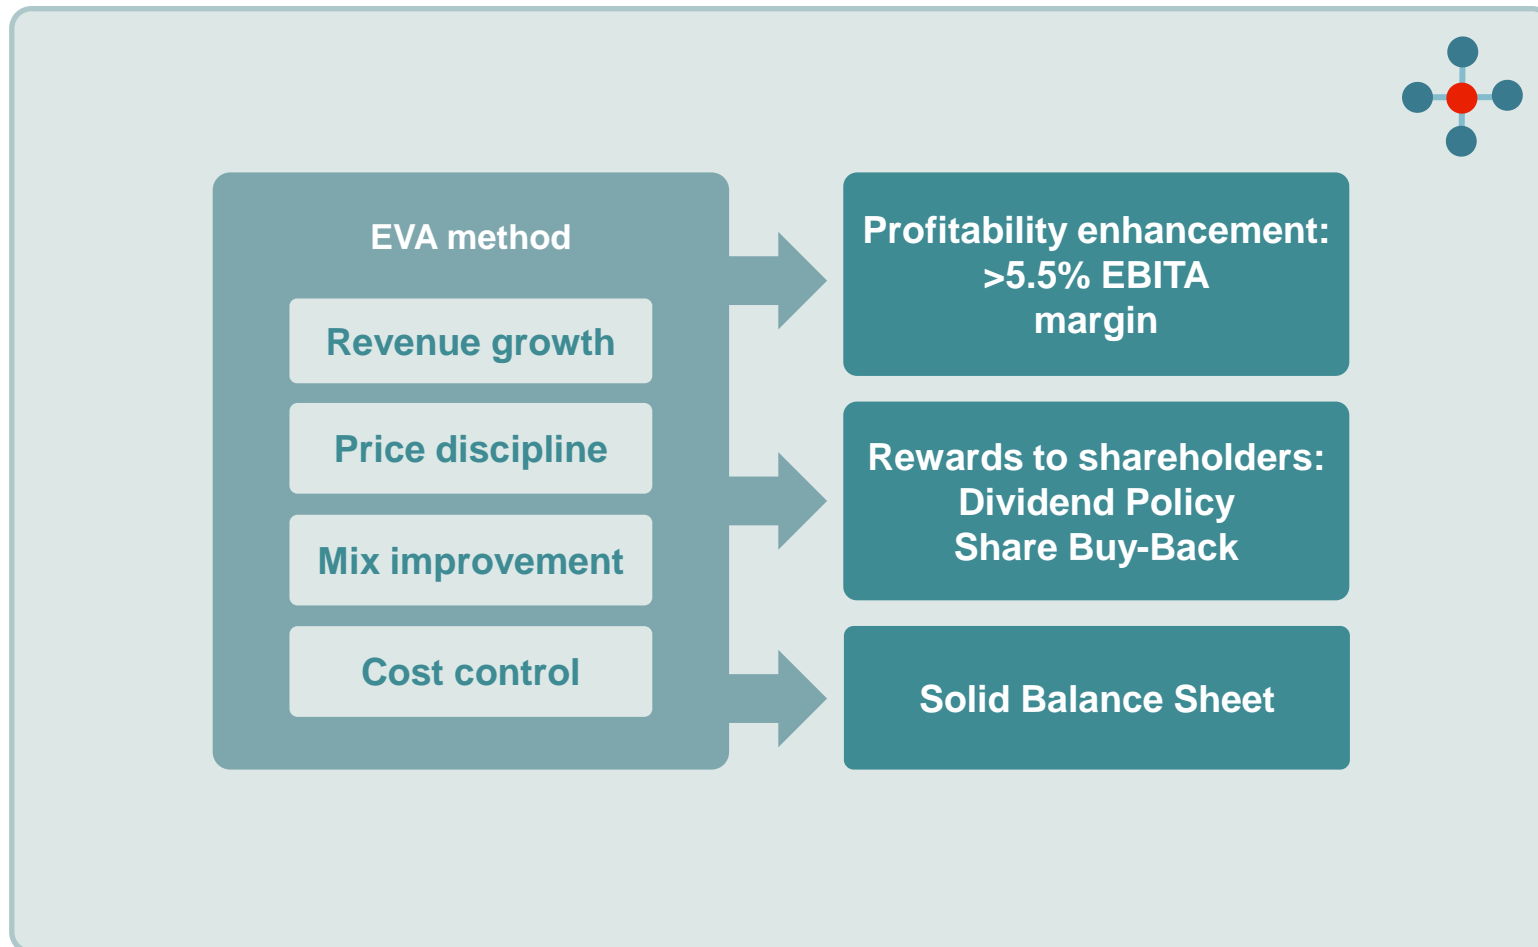 EVA method
Revenue growth
Price discipline
Mix improvement
Cost control
Profitability enhancement:
>5.5% EBITA
margin
Rewards to shareholders:
Dividend Policy
Share Buy-Back
Solid Balance Sheet